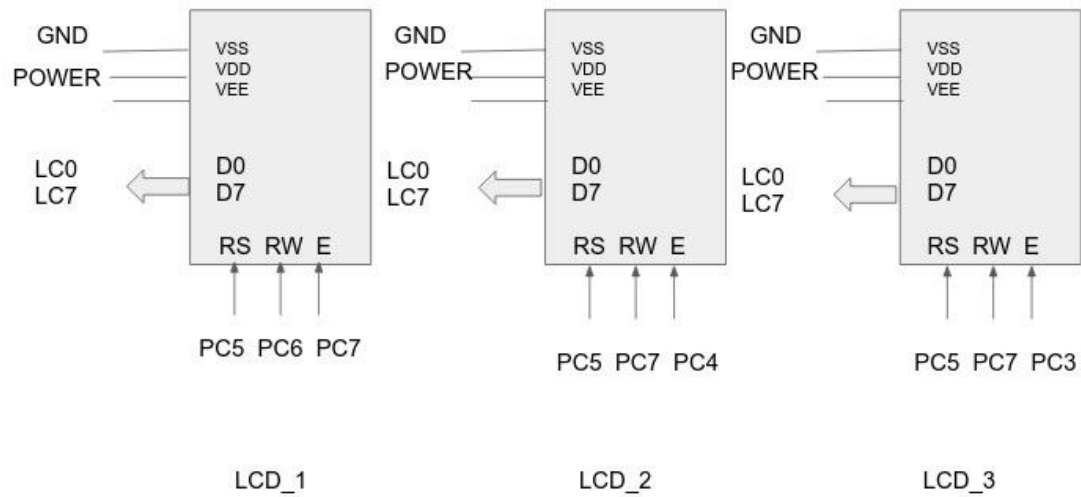 GND
POWER
VSS
VDD
VEE
LC0
LC7
D0
D7
RS RW E
PC5 PC6 PC7
LCD_1
GND
POWER
VSS
VDD
VEE
LC0
LC7
D0
D7
RS RW E
PC5 PC7 PC4
LCD_2
GND
POWER
VSS
VDD
VEE
LC0
LC7
D0
D7
RS RW E
PC5 PC7 PC3
LCD_3